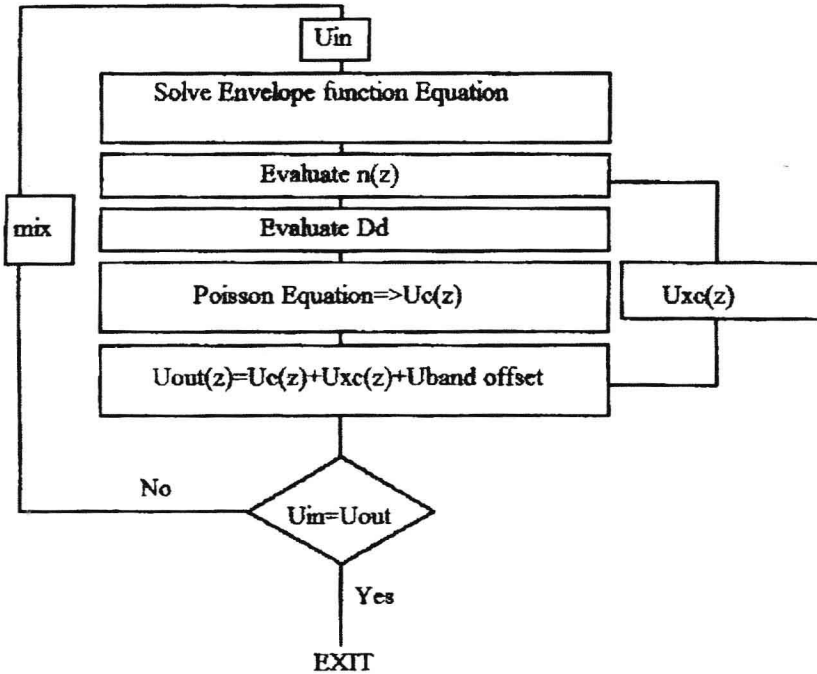 Uin
Solve Envelope function Equation
Evaluate n(z)
mix
Evaluate Dd
Poisson Equation=>Uc(z)
Uxc(z)
Uout(z)=Uc(z)+Uxc(z)+Uband offset
No
Uin=Uout
Yes
EXIT